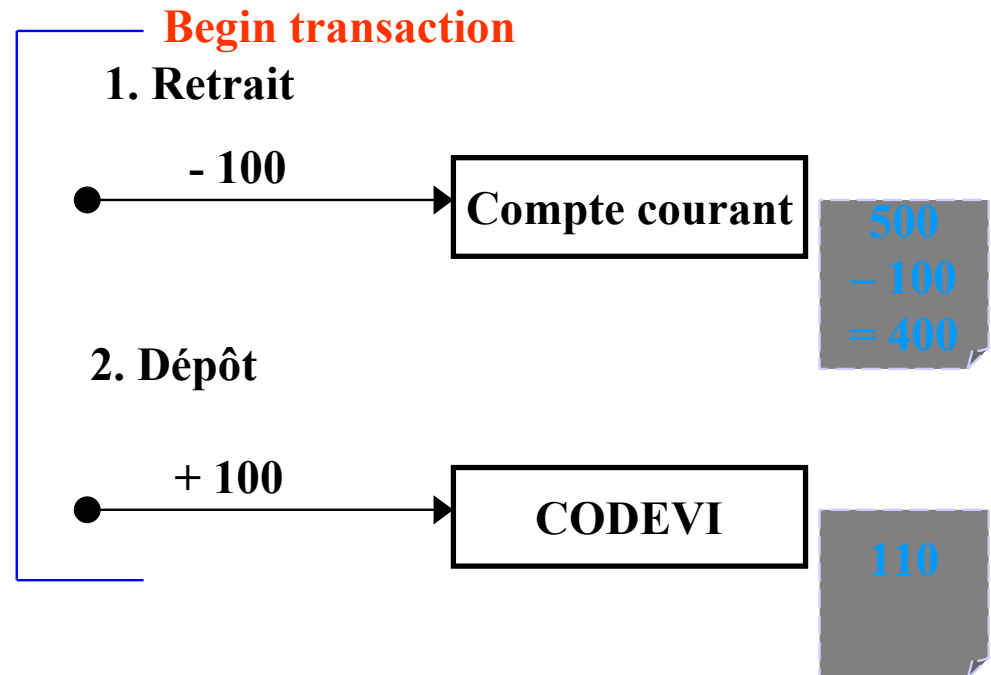 Begin transaction
1. Retrait
- 100
Compte courant
500
– 100
= 400
2. Dépôt
+ 100
CODEVI
110